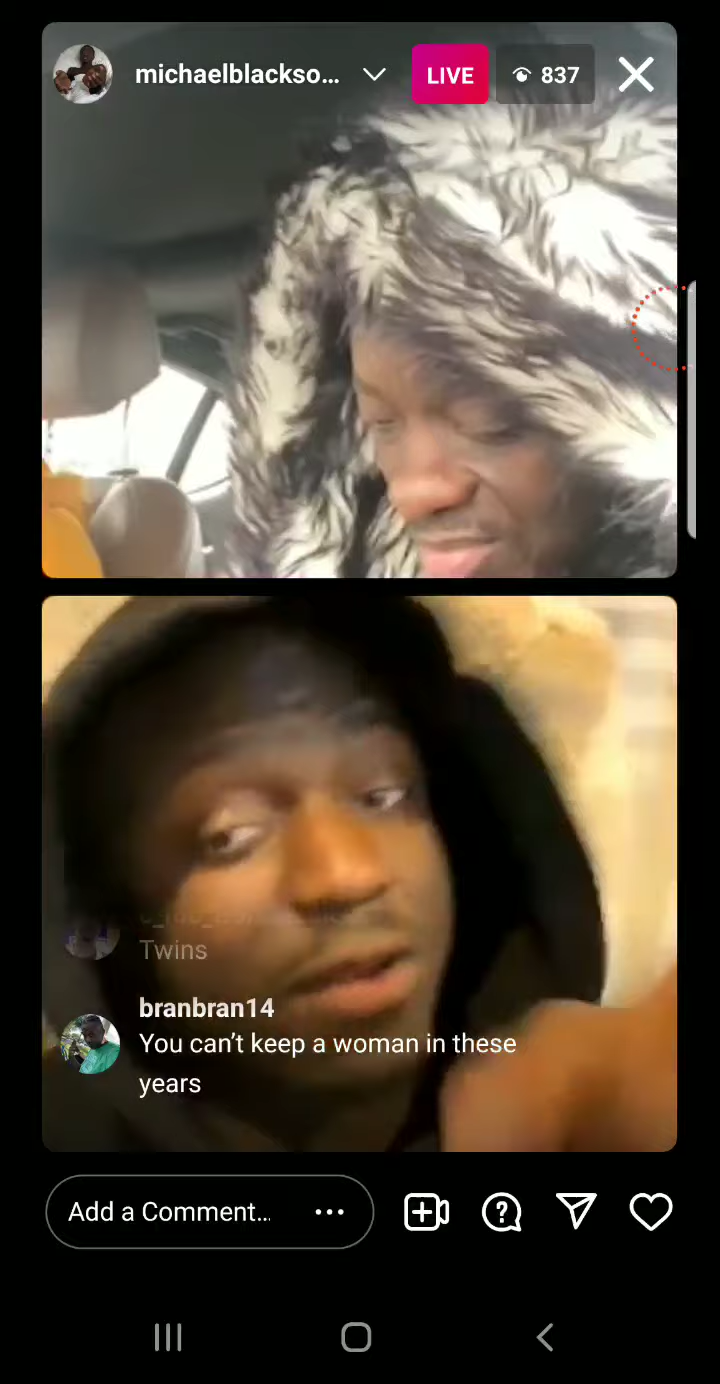 michaelblackso...
LIVE
837
Twins
branbran14
You can't keep a woman in these
years
Add a Comment...